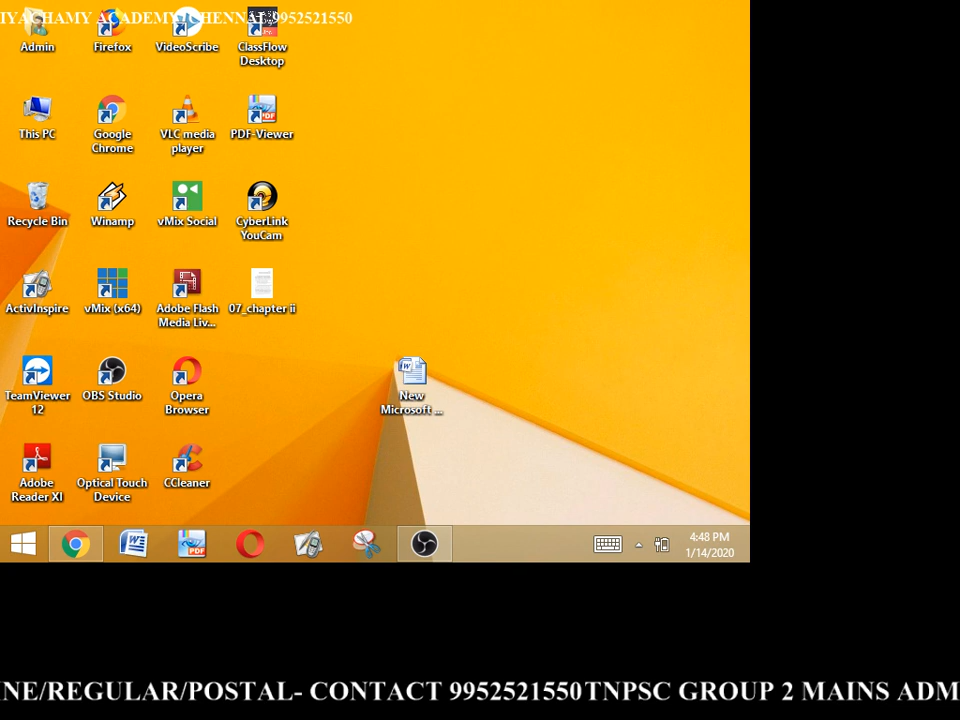 IYACHAMY ACADEMY, CHENNAI 9952521550
Admin
Firefox
VideoScribe
ClassFlow
Desktop
This PC
Google
Chrome
VLC media
player
PDF-Viewer
Recycle Bin
Winamp
vMix Social
CyberLink
YouCam
ActivInspire
vMix (x64)
Adobe Flash
Media Liv...
07_chapter ii
TeamViewer
12
OBS Studio
Opera
Browser
New
Microsoft ...
Adobe
Reader XI
Optical Touch
Device
CCleaner
4:48 PM
1/14/2020
INE/REGULAR/POSTAL- CONTACT 9952521550TNPSC GROUP 2 MAINS ADM